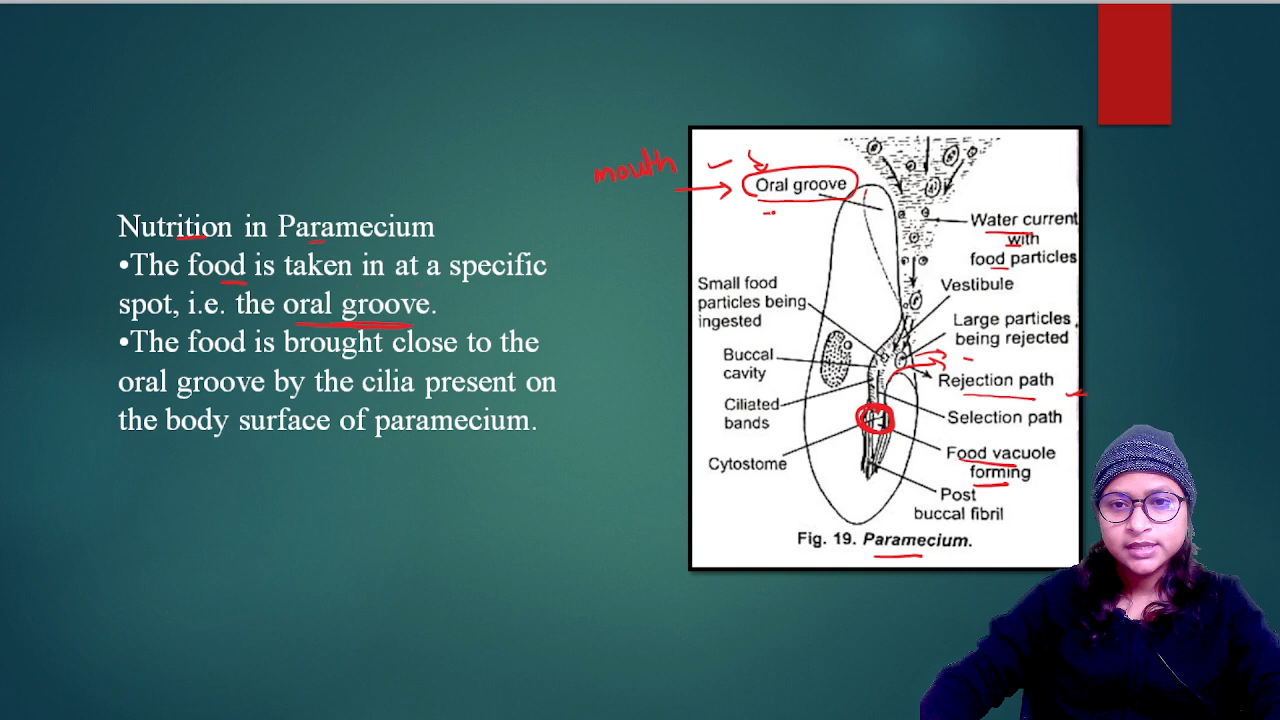 Nutrition in Paramecium
•The food is taken in at a specific
spot, i.e. the oral groove.
•The food is brought close to the
oral groove by the cilia present on
the body surface of paramecium.
mouth
Oral groove
Water current
with
food particles
Vestibule
Small food
particles being
ingested
Large particles
being rejected
Buccal
cavity
Rejection path
Ciliated
bands
Selection path
Cytostome
Food vacuole
forming
Post
buccal fibril
Fig. 19. Paramecium.